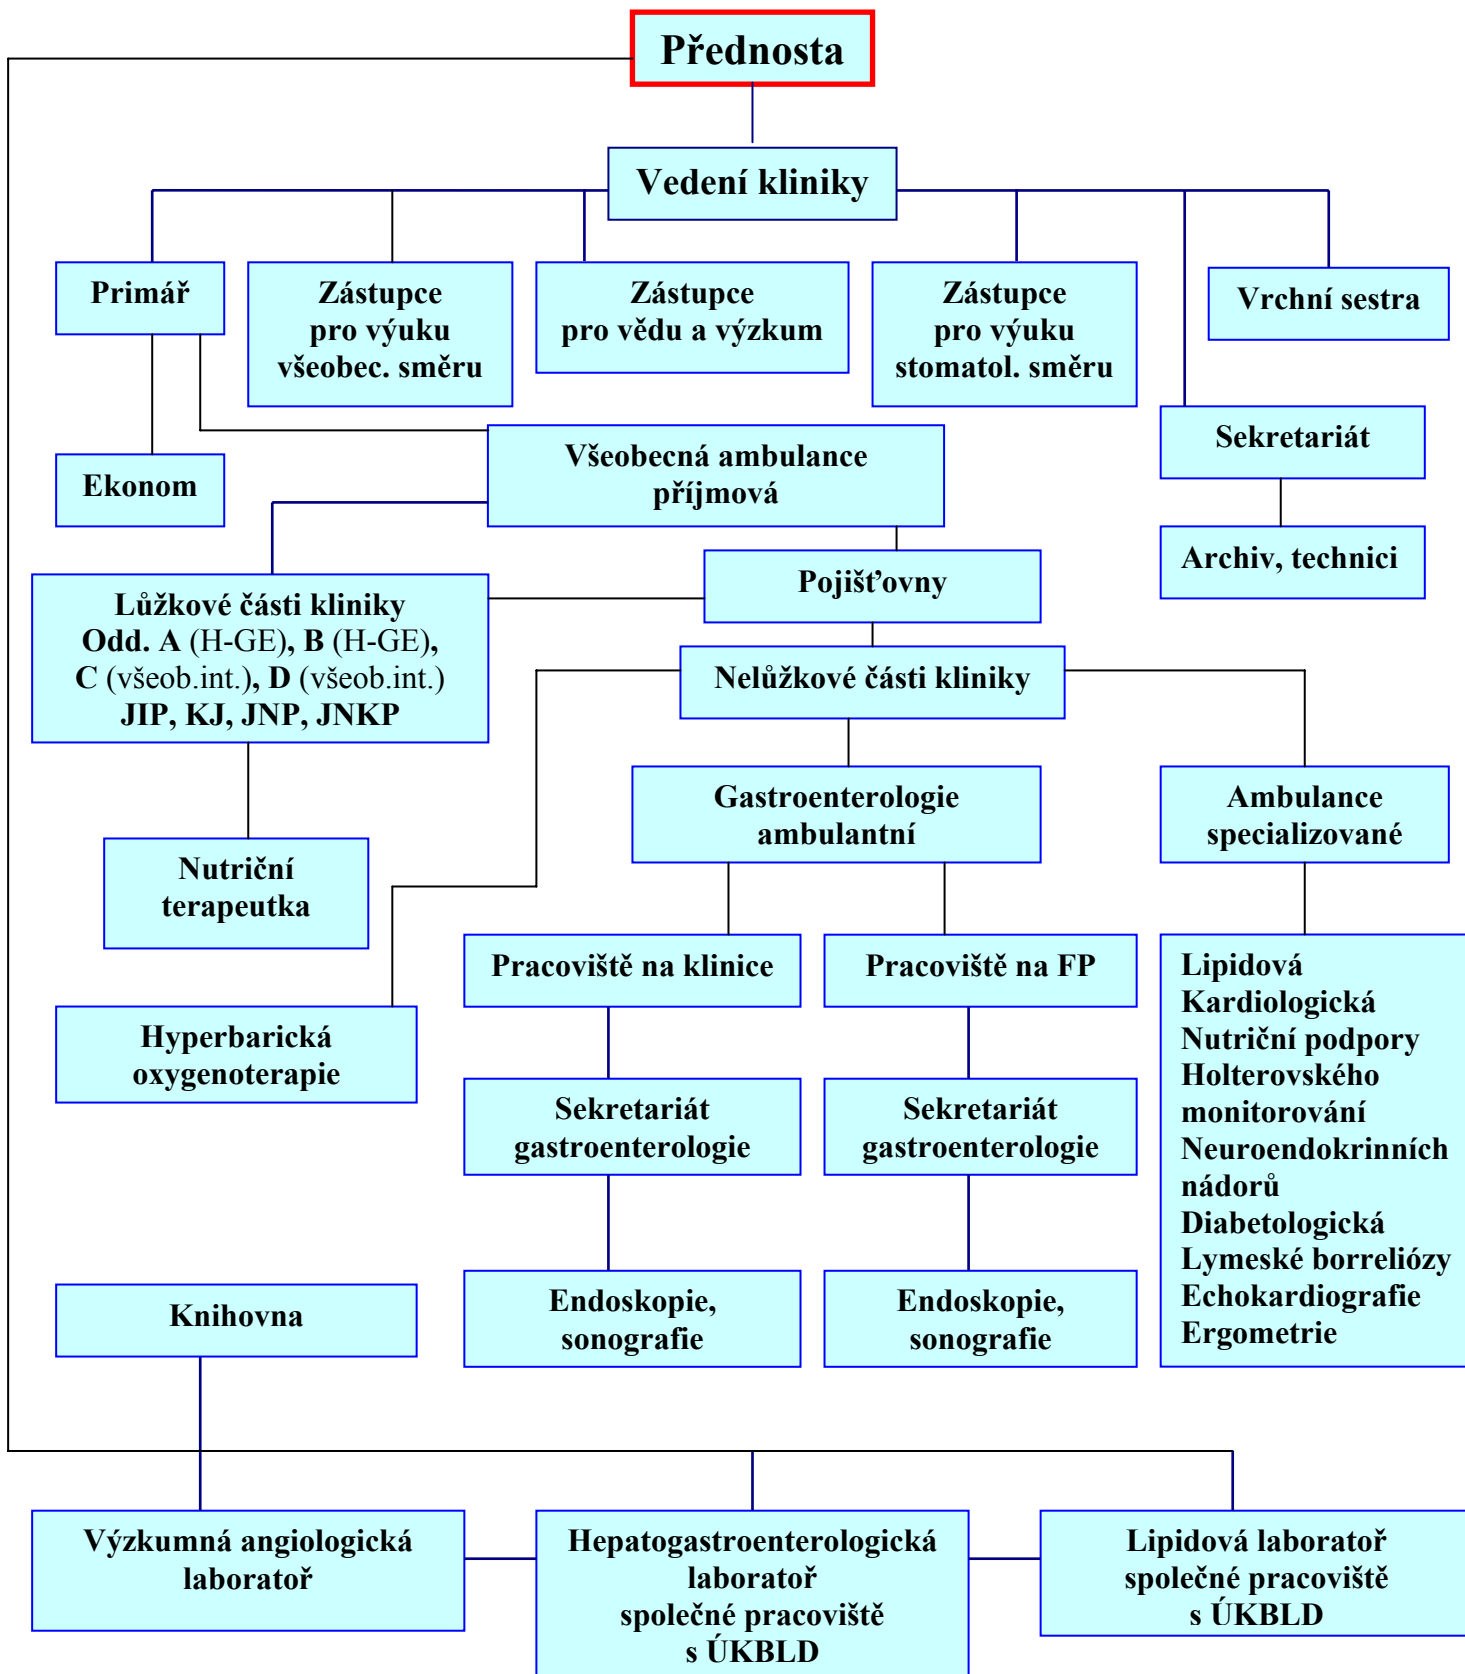 Přednosta
Vedení kliniky
Primář
Zástupce
pro výuku
všeobec. směru
Zástupce
pro vědu a výzkum
Zástupce
pro výuku
stomatol. směru
Vrchní sestra
Ekonom
Všeobecná ambulance
příjmová
Sekretariát
Archiv, technici
Lůžkové části kliniky
Odd. A (H-GE), B (H-GE),
C (všeob.int.), D (všeob.int.)
JIP, KJ, JNP, JNKP
Pojišťovny
Nelůžkové části kliniky
Nutriční
terapeutka
Gastroenterologie
ambulantní
Ambulance
specializované
Hyperbarická
oxygenoterapie
Pracoviště na klinice
Pracoviště na FP
Sekretariát
gastroenterologie
Sekretariát
gastroenterologie
Endoskopie,
sonografie
Endoskopie,
sonografie
Lipidová
Kardiologická
Nutriční podpory
Holterovského
monitorování
Neuroendokrinních
nádorů
Diabetologická
Lymeské borreliózy
Echokardiografie
Ergometrie
Knihovna
Výzkumná angiologická
laboratoř
Hepatogastroenterologická
laboratoř
společné pracoviště
s ÚKBLD
Lipidová laboratoř
společné pracoviště
s ÚKBLD